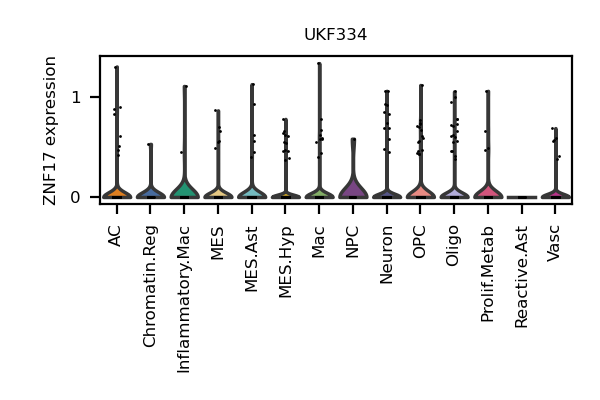 UKF334
ZNF17 expression
1
0
AC
Chromatin.Reg
Inflammatory.Mac
MES
MES.Ast
MES.Hyp
Mac
NPC
Neuron
OPC
Oligo
Prolif.Metab
Reactive.Ast
Vasc